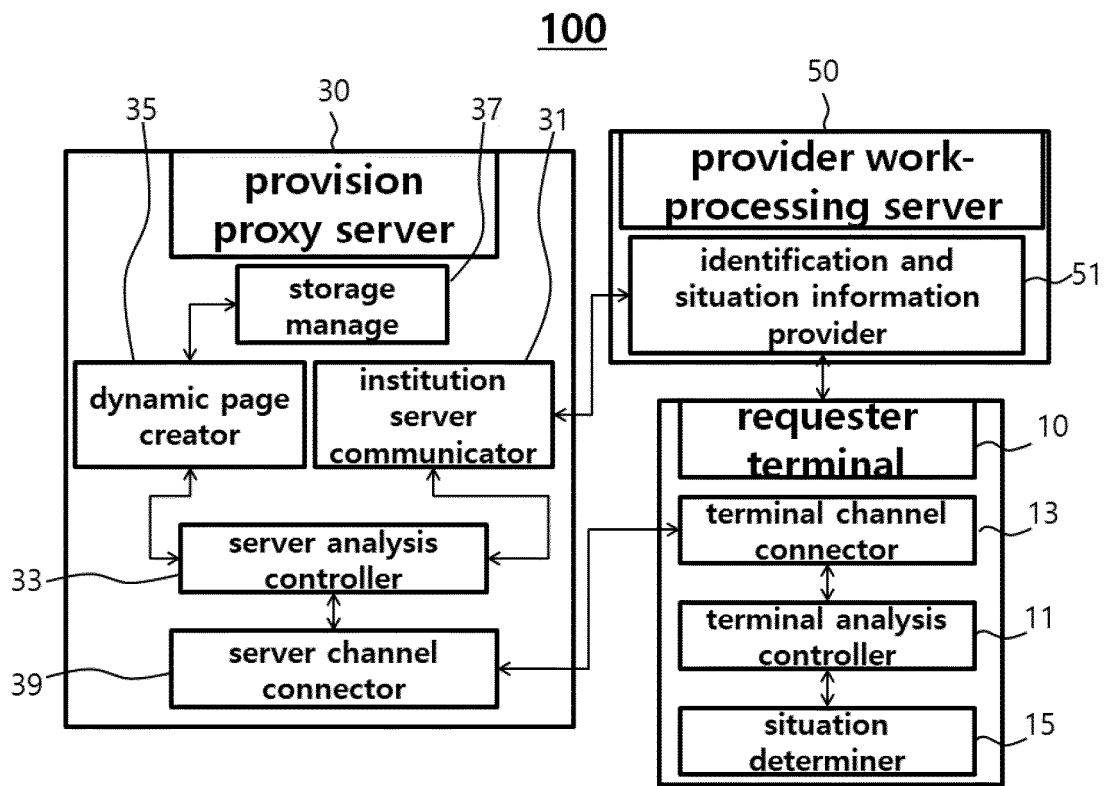 100
30
35
37
31
50
provision
proxy server
storage
manage
dynamic page
creator
institution
server
communicator
server analysis
controller
33
server channel
connector
39
provider work-
processing server
identification and
situation information
provider
51
requester
terminal
10
terminal channel
connector
13
terminal analysis
controller
11
situation
determiner
15